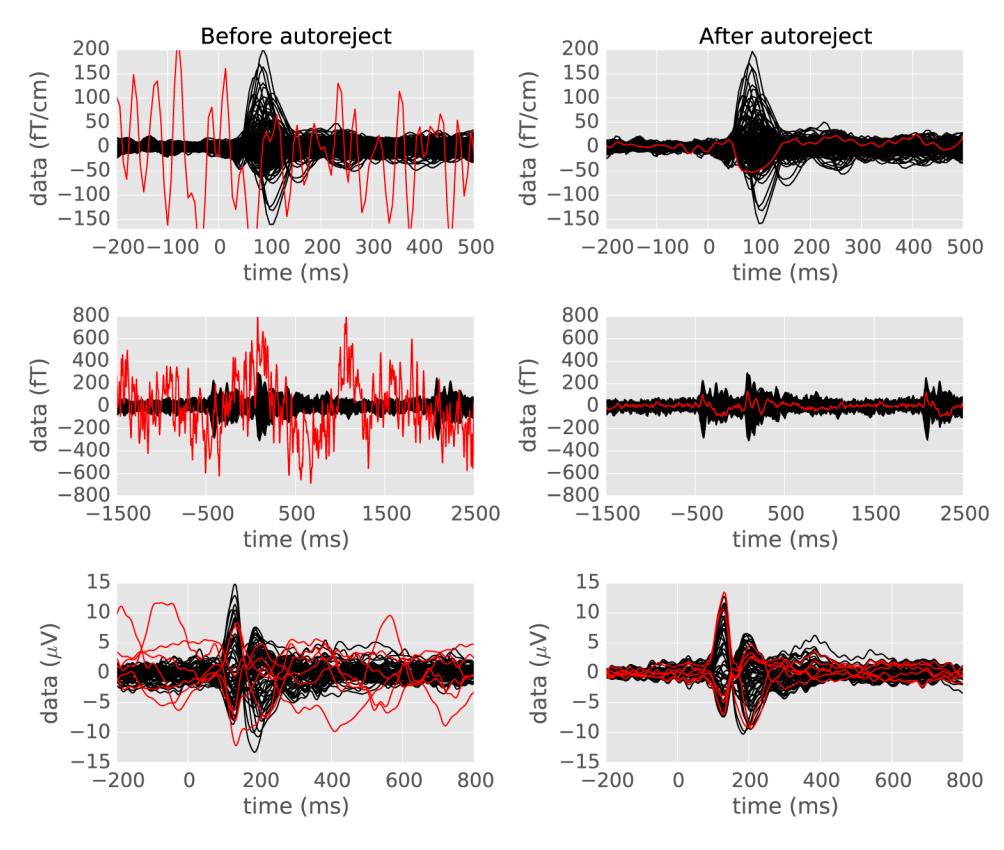 Before autoreject
After autoreject
data (fT/cm)
200
150
100
50
0
−50
−100
−150
−200 −100 0 100 200 300 400 500
time (ms)
data (fT/cm)
200
150
100
50
0
−50
−100
−150
−200 −100 0 100 200 300 400 500
time (ms)
data (fT)
800
600
400
200
0
−200
−400
−600
−800
−1500 −500 500 1500 2500
time (ms)
data (fT)
800
600
400
200
0
−200
−400
−600
−800
−1500 −500 500 1500 2500
time (ms)
data (μV)
15
10
5
0
−5
−10
−15
−200 0 200 400 600 800
time (ms)
data (μV)
15
10
5
0
−5
−10
−15
−200 0 200 400 600 800
time (ms)